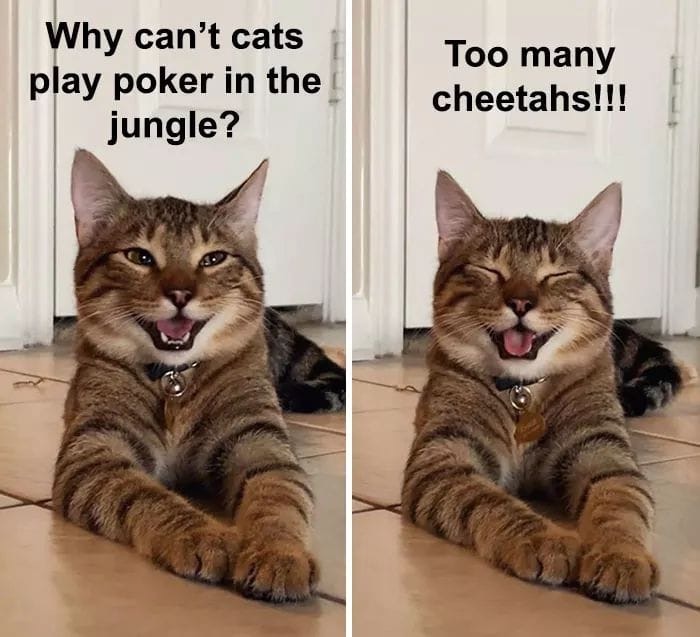 Why can't cats
play poker in the
jungle?
Too many
cheetahs!!!